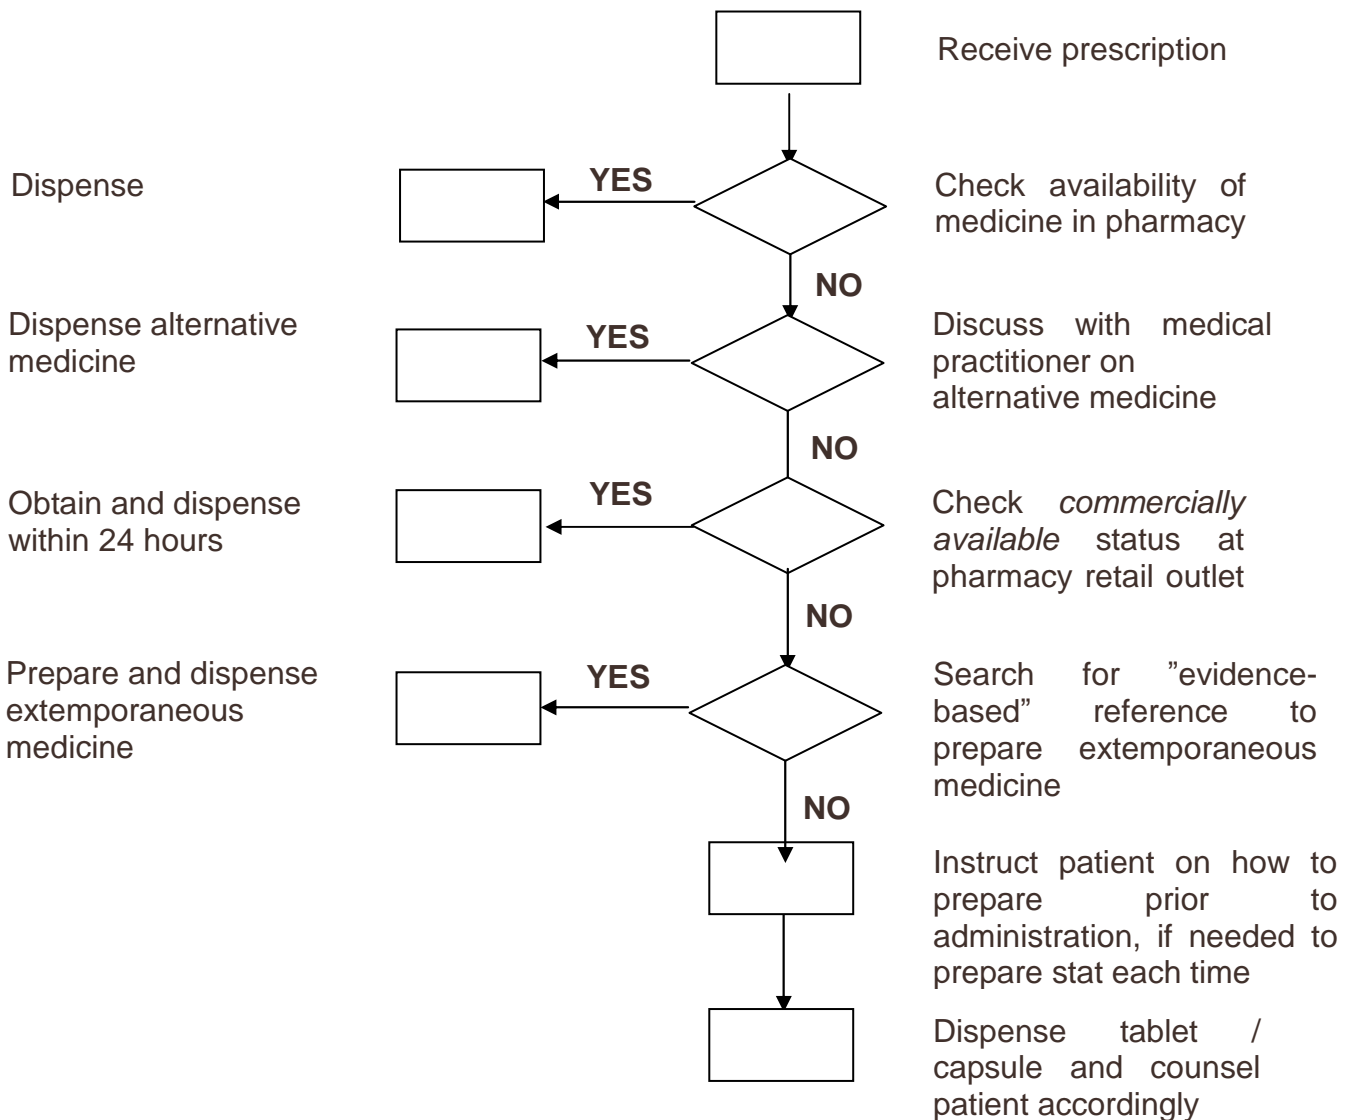 Receive prescription
Dispense
YES
Check availability of
medicine in pharmacy
NO
Dispense alternative
medicine
YES
Discuss with medical
practitioner on
alternative medicine
NO
Obtain and dispense
within 24 hours
YES
Check commercially
available status at
pharmacy retail outlet
NO
Prepare and dispense
extemporaneous
medicine
YES
Search for ”evidence-
based” reference to
prepare extemporaneous
medicine
NO
Instruct patient on how to
prepare prior to
administration, if needed to
prepare stat each time
Dispense tablet /
capsule and counsel
patient accordingly